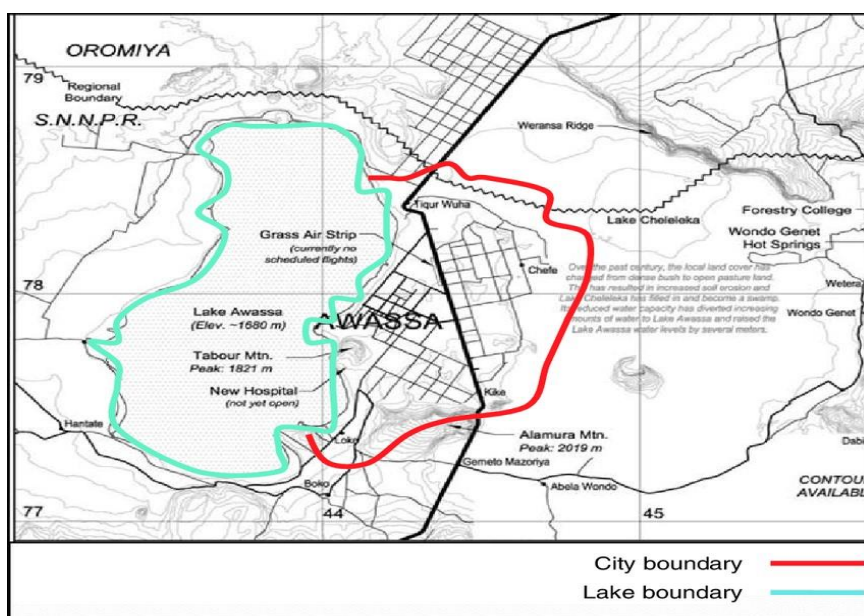 OROMIYA
79
Regional
Boundary
S.N.N.P.R.
Weransa Ridge
Tiqur Wuha
Lake Cheleleka
Forestry College
Wondo Genet
Hot Springs
Grass Air Strip
(currently no
scheduled flights)
Chefe
Over the past century, the local land cover has
changed from dense bush to open pasture land.
This has resulted in increased soil erosion and
Lake Cheleleka has filled in and become a swamp.
Its reduced water capacity has diverted increasing
amounts of water to Lake Awassa and raised the
Lake Awassa water levels by several meters.
78
Wetera
Lake Awassa
(Elev. ~1680 m)
AWASSA
Wondo Genet
Tabour Mtn.
Peak: 1821 m
New Hospital
(not yet open)
Kike
Hantate
Loke
Alamura Mtn.
Peak: 2019 m
Dabi
Gemeto Mazoriya
Boko
Abela Wondo
CONTOU
AVAILABL
77
44
45
City boundary
Lake boundary